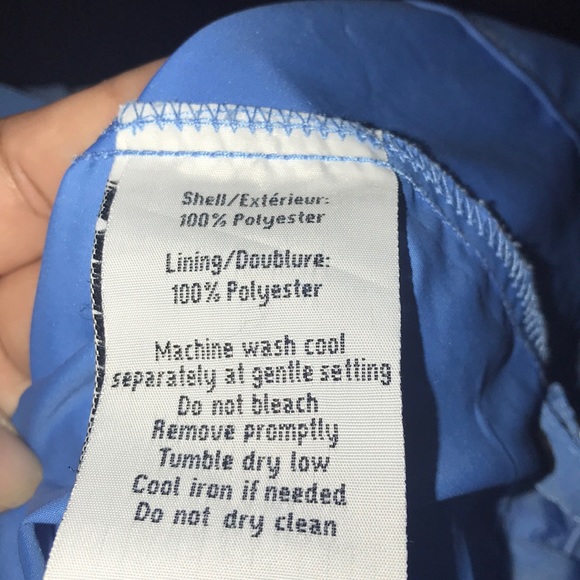 Shell/Extérieur:
100% Polyester
Lining/Doublure:
100% Polyester
Machine wash cool
separately at gentle setting
Do not bleach
Remove promptly
Tumble dry low
Cool iron if needed
Do not dry clean